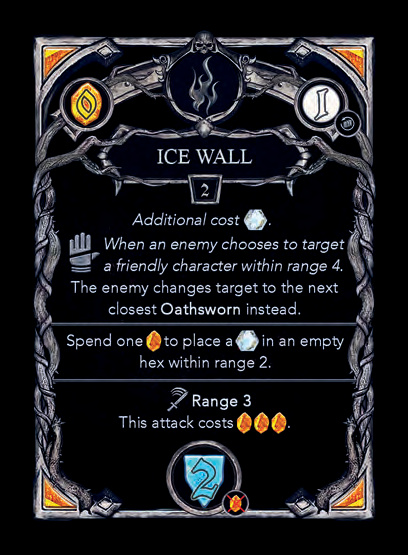 0
I
ICE WALL
2
Additional cost .
When an enemy chooses to target
a friendly character within range 4.
The enemy changes target to the next
closest Oathsworn instead.
Spend one to place a in an empty
hex within range 2.
Range 3
This attack costs .
2